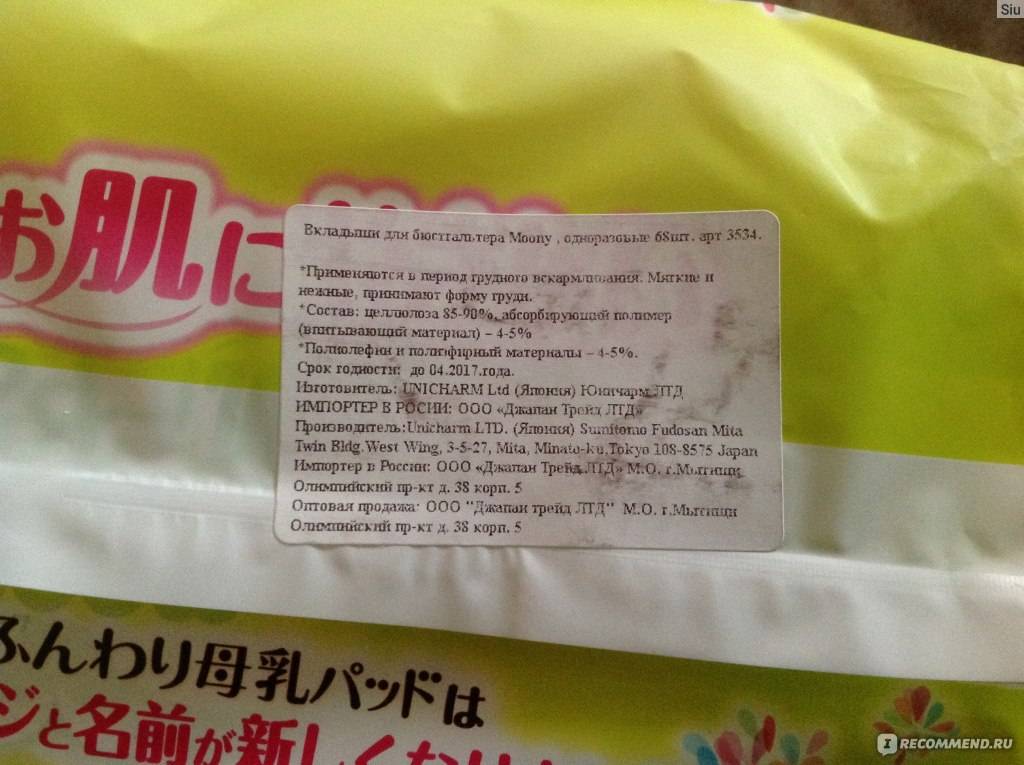 Siu
お肌に
Вкладыши для бюстгальтера Moony , одноразовые 68шт. арт 3534.
*Применяются в период грудного вскармливания. Мягкие и
нежные, принимают форму груди.
*Состав: целлюлоза 85-90%, абсорбирующий полимер
(впитывающий материал) – 4-5%
*Полиолефин и полиэфирный материалы – 4-5%.
Срок годности: до 04.2017.года.
Изготовитель: UNICHARM Ltd (Япония) Юничарм ЛТД
ИМПОРТЕР В РОСИИ: ООО «Джапан Трейд ЛТД»
Производитель:Unicharm LTD. (Япония) Sumitomo Fudosan Mita
Twin Bldg.West Wing, 3-5-27, Mita, Minato-ku.Tokyo 108-8575 Japan
Импортер в России: ООО «Джапан Трейд ЛТД» М.О. г.Мытищи
Олимпийский пр-кт д. 38 корп. 5
Оптовая продажа: ООО "Джапан трейд ЛТД" М.О. г.Мытищи
Олимпийский пр-кт д. 38 корп. 5
ふんわり母乳パッドは
ジと名前が新しくなり
I RECOMMEND.RU